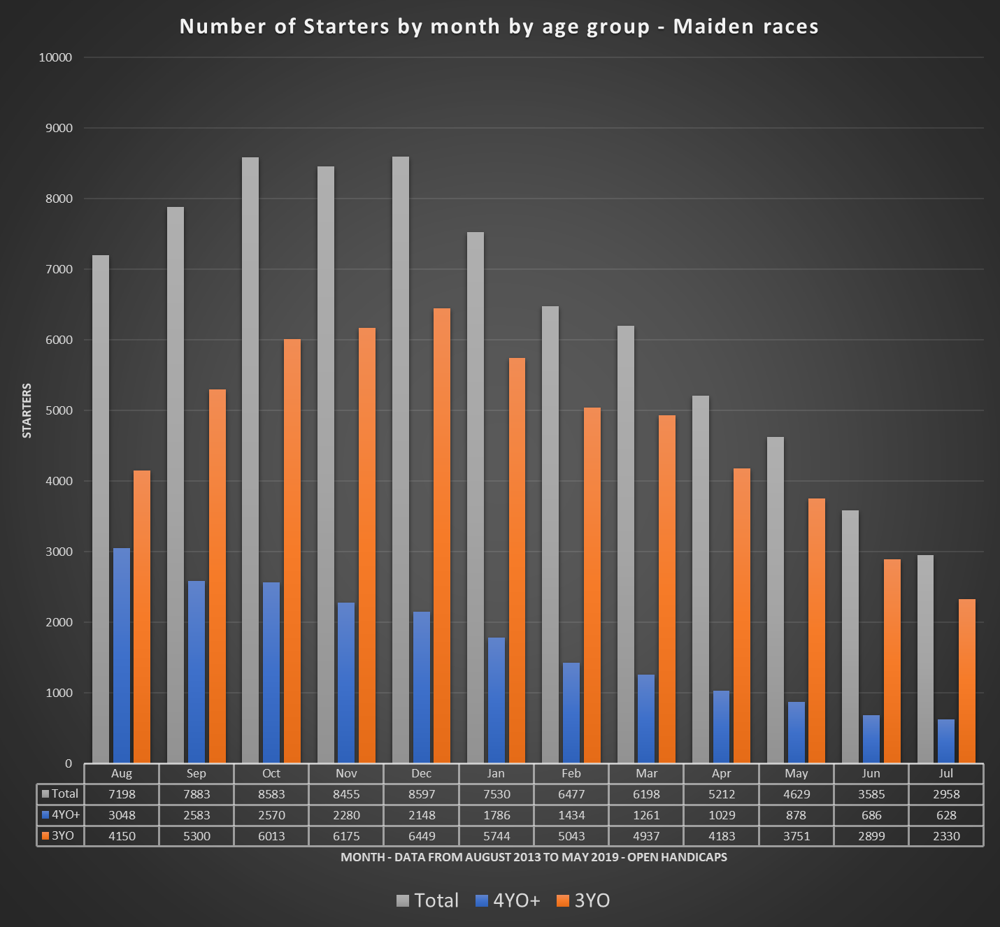 Number of Starters by month by age group - Maiden races
10000
9000
8000
7000
6000
5000
4000
3000
2000
1000
0
STARTERS
Aug Sep Oct Nov Dec Jan Feb Mar Apr May Jun Jul
Total 7198 7883 8583 8455 8597 7530 6477 6198 5212 4629 3585 2958
4YO+ 3048 2583 2570 2280 2148 1786 1434 1261 1029 878 686 628
3YO 4150 5300 6013 6175 6449 5744 5043 4937 4183 3751 2899 2330
MONTH - DATA FROM AUGUST 2013 TO MAY 2019 - OPEN HANDICAPS
Total 4YO+ 3YO